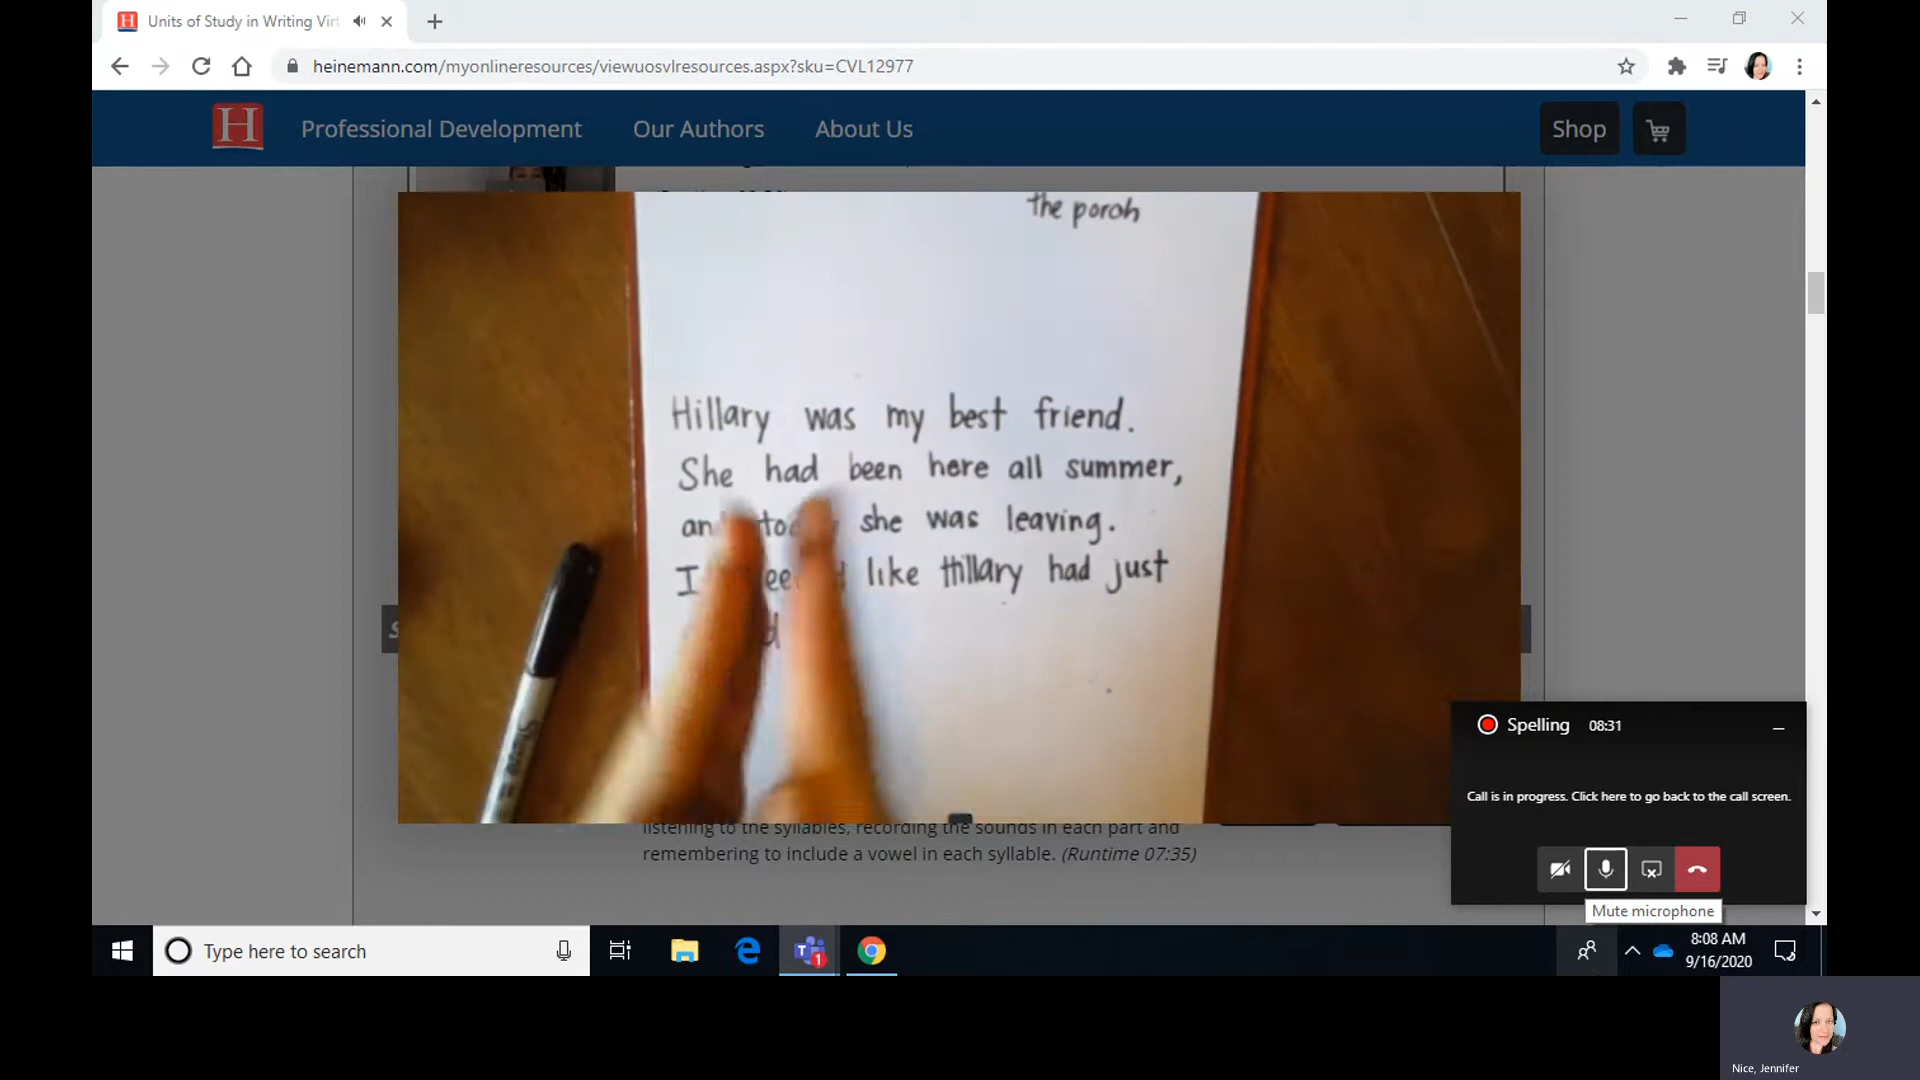 Units of Study in Writing Virt
heinemann.com/myonlineresources/viewuosvlresources.aspx?sku=CVL12977
H Professional Development Our Authors About Us Shop
the porch
Hillary was my best friend.
She had been here all summer,
she was leaving.
I like Hillary had just
listening to the syllables, recording the sounds in each part and
remembering to include a vowel in each syllable. (Runtime 07:35)
Spelling 08:31
Call is in progress. Click here to go back to the call screen.
Mute microphone
Type here to search
8:08 AM
9/16/2020
Nice, Jennifer